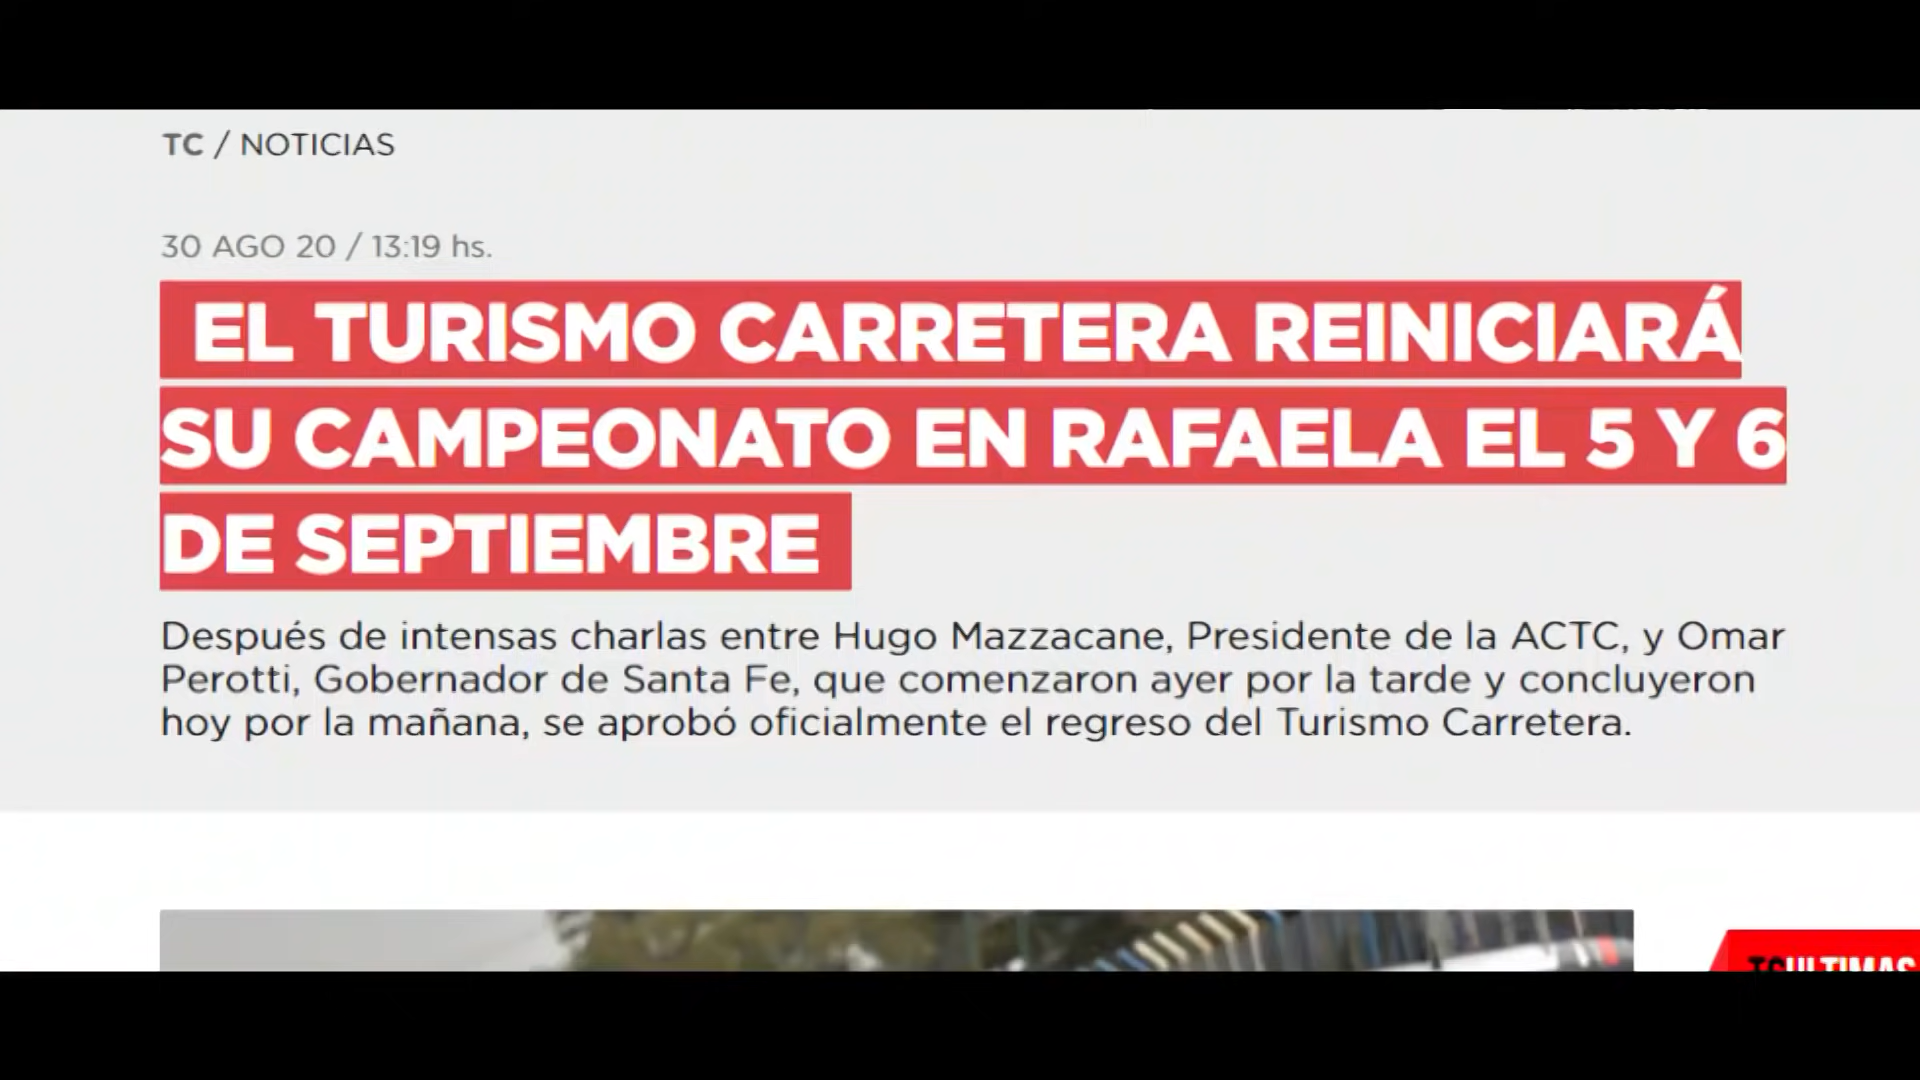 TC / NOTICIAS
30 AGO 20 / 13:19 hs.
EL TURISMO CARRETERA REINICIARÁ
SU CAMPEONATO EN RAFAELA EL 5 Y 6
DE SEPTIEMBRE
Después de intensas charlas entre Hugo Mazzacane, Presidente de la ACTC, y Omar
Perotti, Gobernador de Santa Fe, que comenzaron ayer por la tarde y concluyeron
hoy por la mañana, se aprobó oficialmente el regreso del Turismo Carretera.
TCULTIMAS